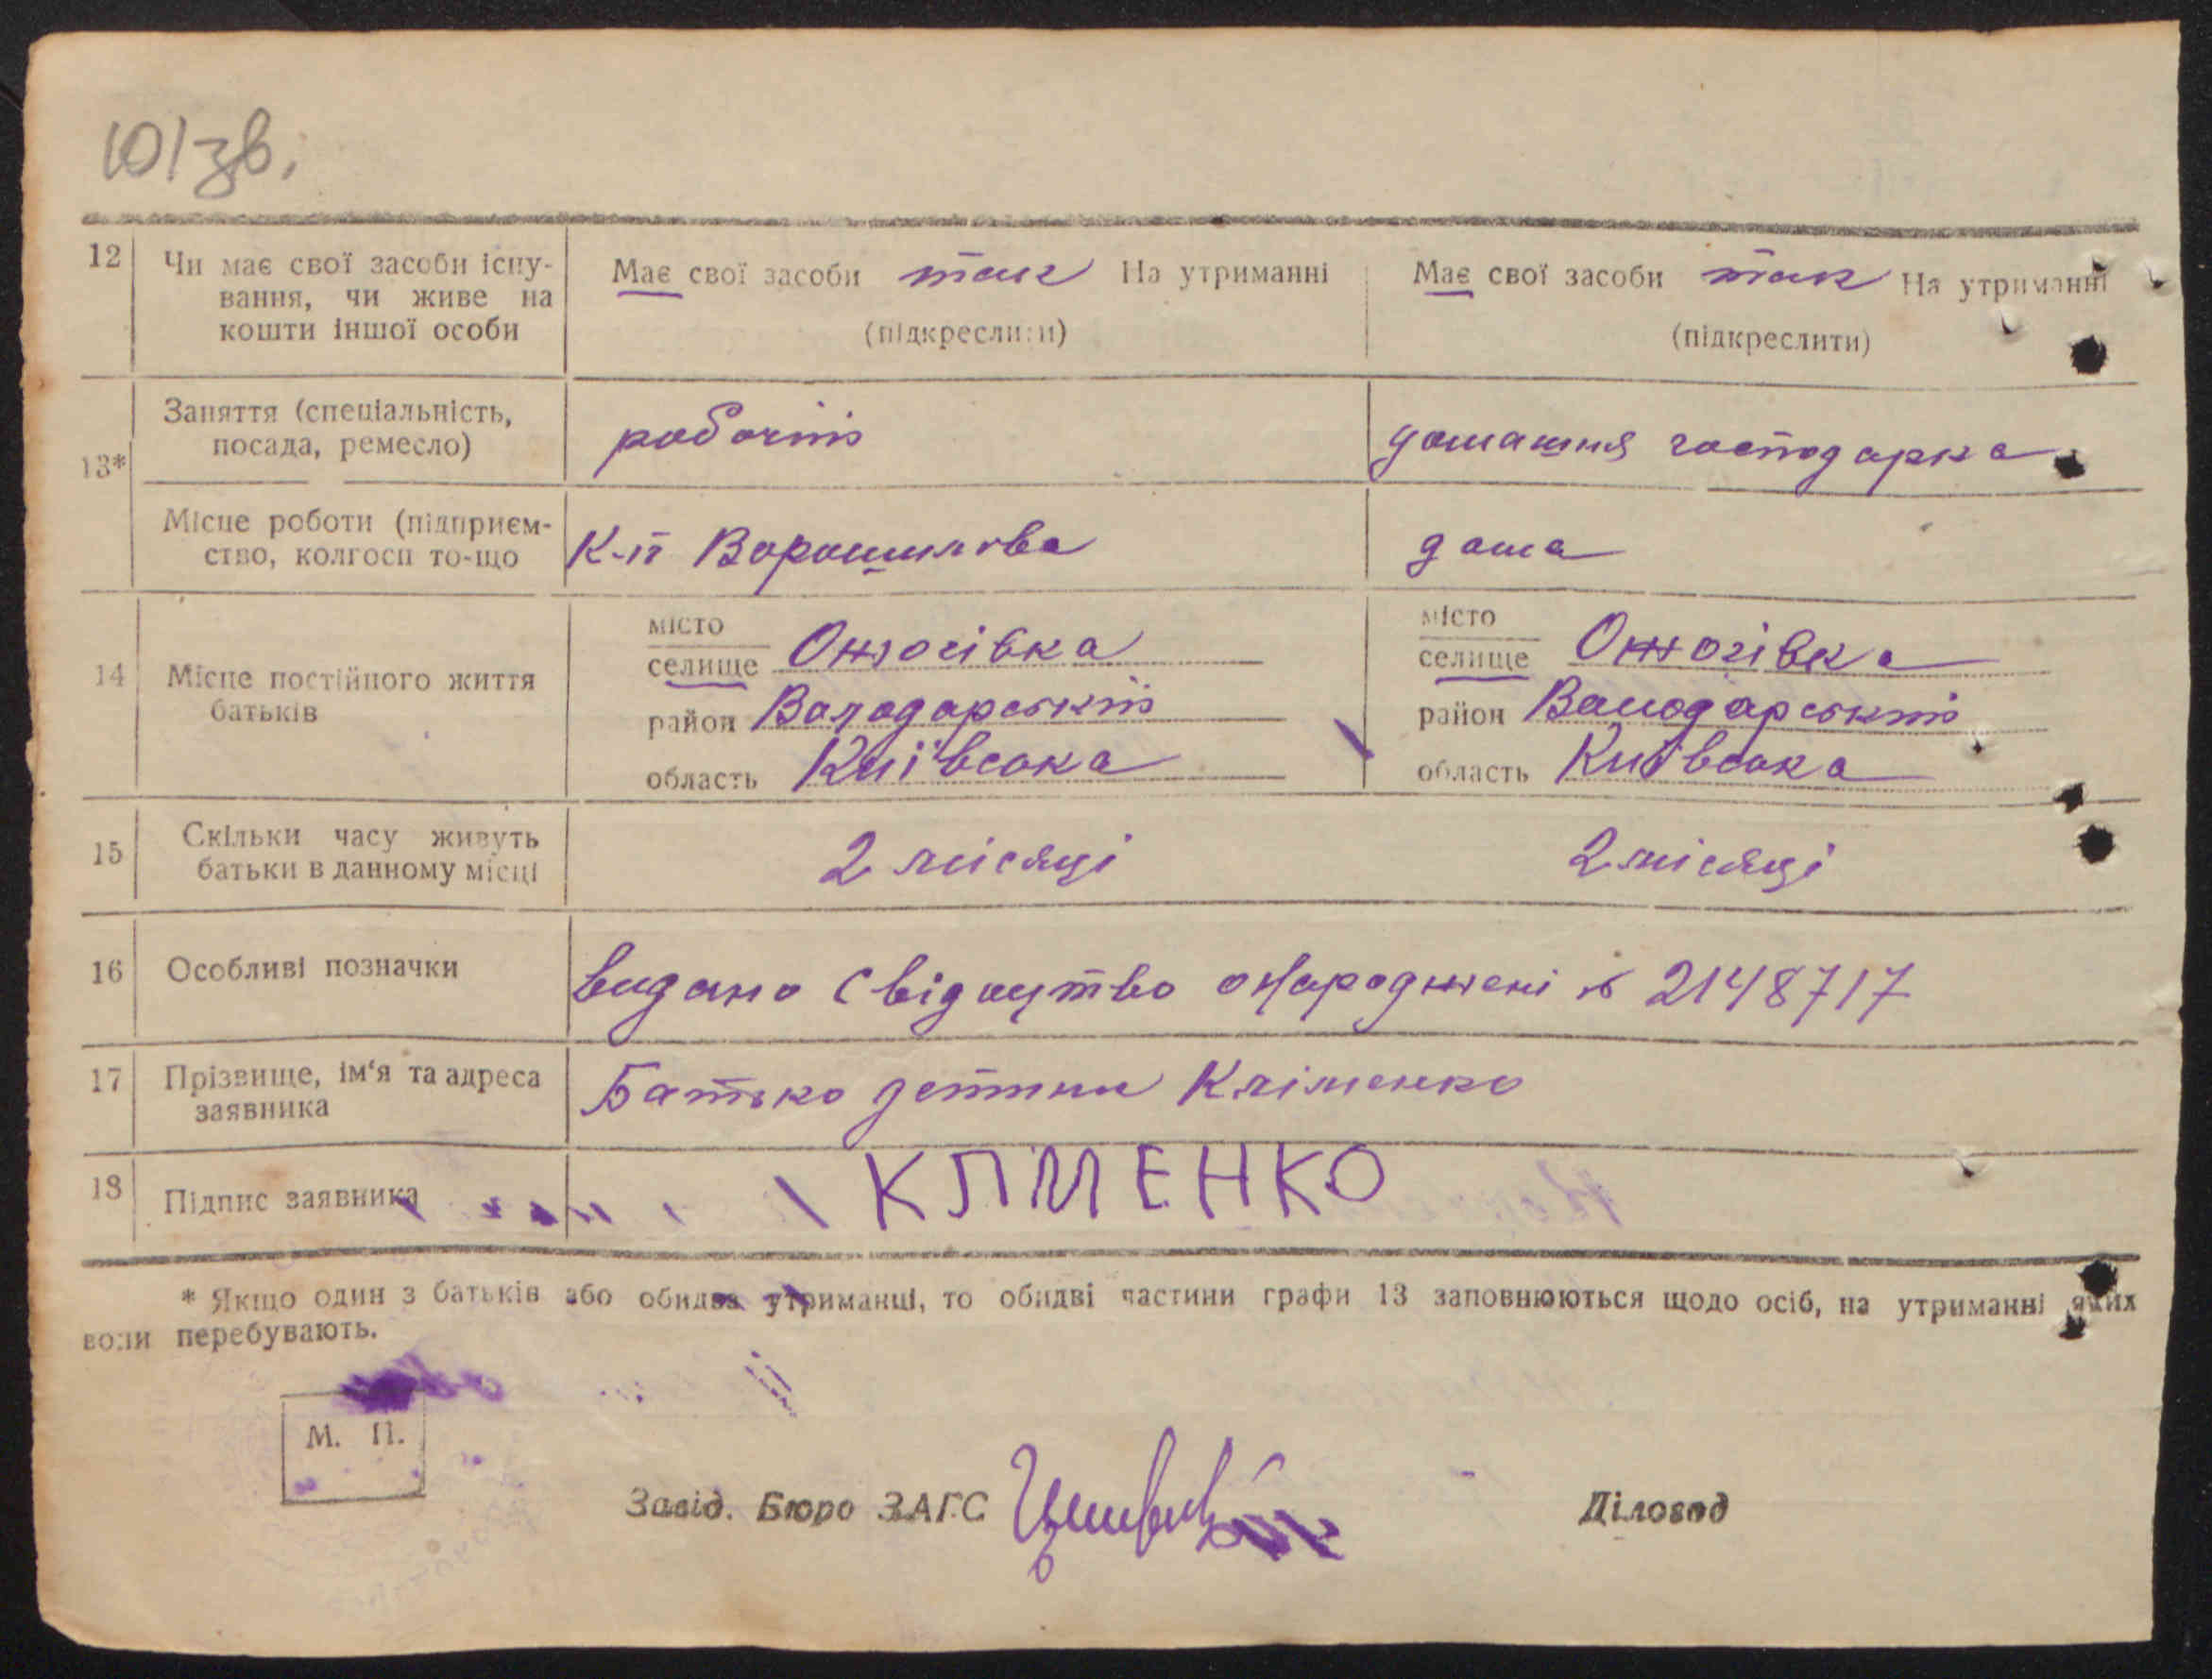 101 зв.
12 Чи має свої засоби існу-
вання, чи живе на
кошти іншої особи
Має свої засоби так На утриманні
(підкреслити)
Має свої засоби так На утриманні
(підкреслити)
13* Заняття (спеціальність,
посада, ремесло)
робочий
домашня господарка
Місце роботи (підприєм-
ство, колгосп то-що
К-п Ворошилова
дома
14 Місце постійного життя
батьків
місто
селище Ожогівка
район Володарський
область Київська
місто
селище Ожогівка
район Володарський
область Київська
15 Скільки часу живуть
батьки в данному місці
2 місяці
2 місяці
16 Особливі позначки
видано свідоцтво о народжені № 2148717
17 Прізвище, ім‘я та адреса
заявника
Батько детини Кліменко
18 Підпис заявника
КЛІМЕНКО
* Якщо один з батьків або обидва утриманці, то обидві частини графи 13 заповнюються щодо осіб, на утриманні яких
вони перебувають.
М. П.
Завід. Бюро ЗАГС
Діловод